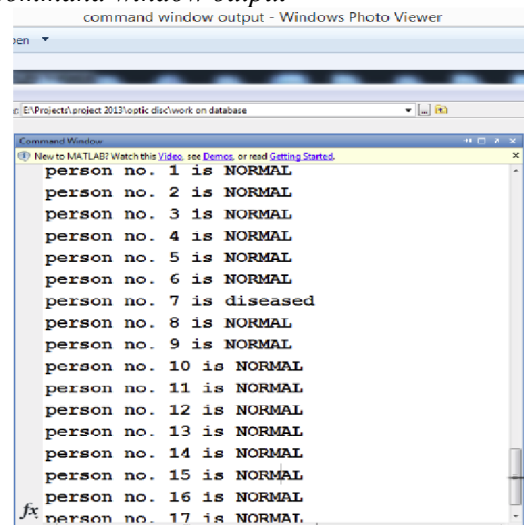 command window output
command window output - Windows Photo Viewer
pen
E:\Projects\project 2013\optic disc\work on database
Command Window
New to MATLAB? Watch this Video, see Demos, or read Getting Started.
person no. 1 is NORMAL
person no. 2 is NORMAL
person no. 3 is NORMAL
person no. 4 is NORMAL
person no. 5 is NORMAL
person no. 6 is NORMAL
person no. 7 is diseased
person no. 8 is NORMAL
person no. 9 is NORMAL
person no. 10 is NORMAL
person no. 11 is NORMAL
person no. 12 is NORMAL
person no. 13 is NORMAL
person no. 14 is NORMAL
person no. 15 is NORMAL
person no. 16 is NORMAL
fx person no. 17 is NORMAL